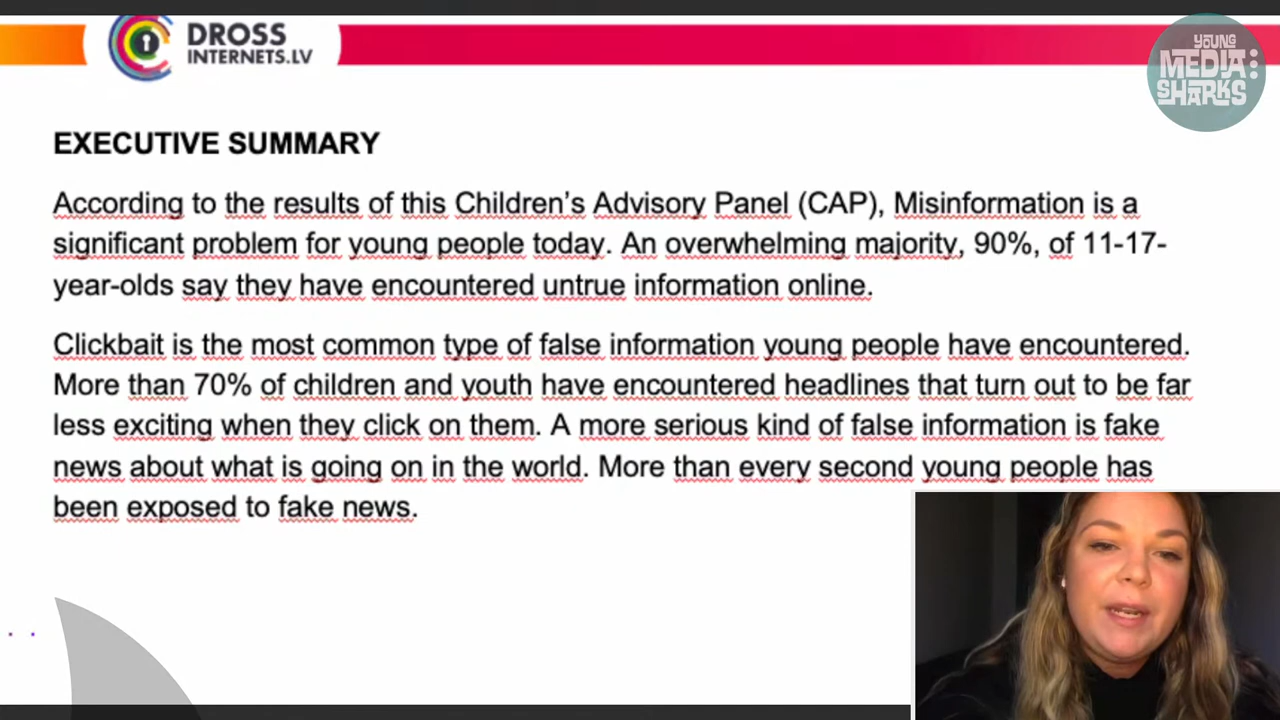 DROSS
INTERNETS.LV
YOUNG
MEDIA:
SHARKS
EXECUTIVE SUMMARY
According to the results of this Children’s Advisory Panel (CAP), Misinformation is a
significant problem for young people today. An overwhelming majority, 90%, of 11-17-
year-olds say they have encountered untrue information online.
Clickbait is the most common type of false information young people have encountered.
More than 70% of children and youth have encountered headlines that turn out to be far
less exciting when they click on them. A more serious kind of false information is fake
news about what is going on in the world. More than every second young people has
been exposed to fake news.